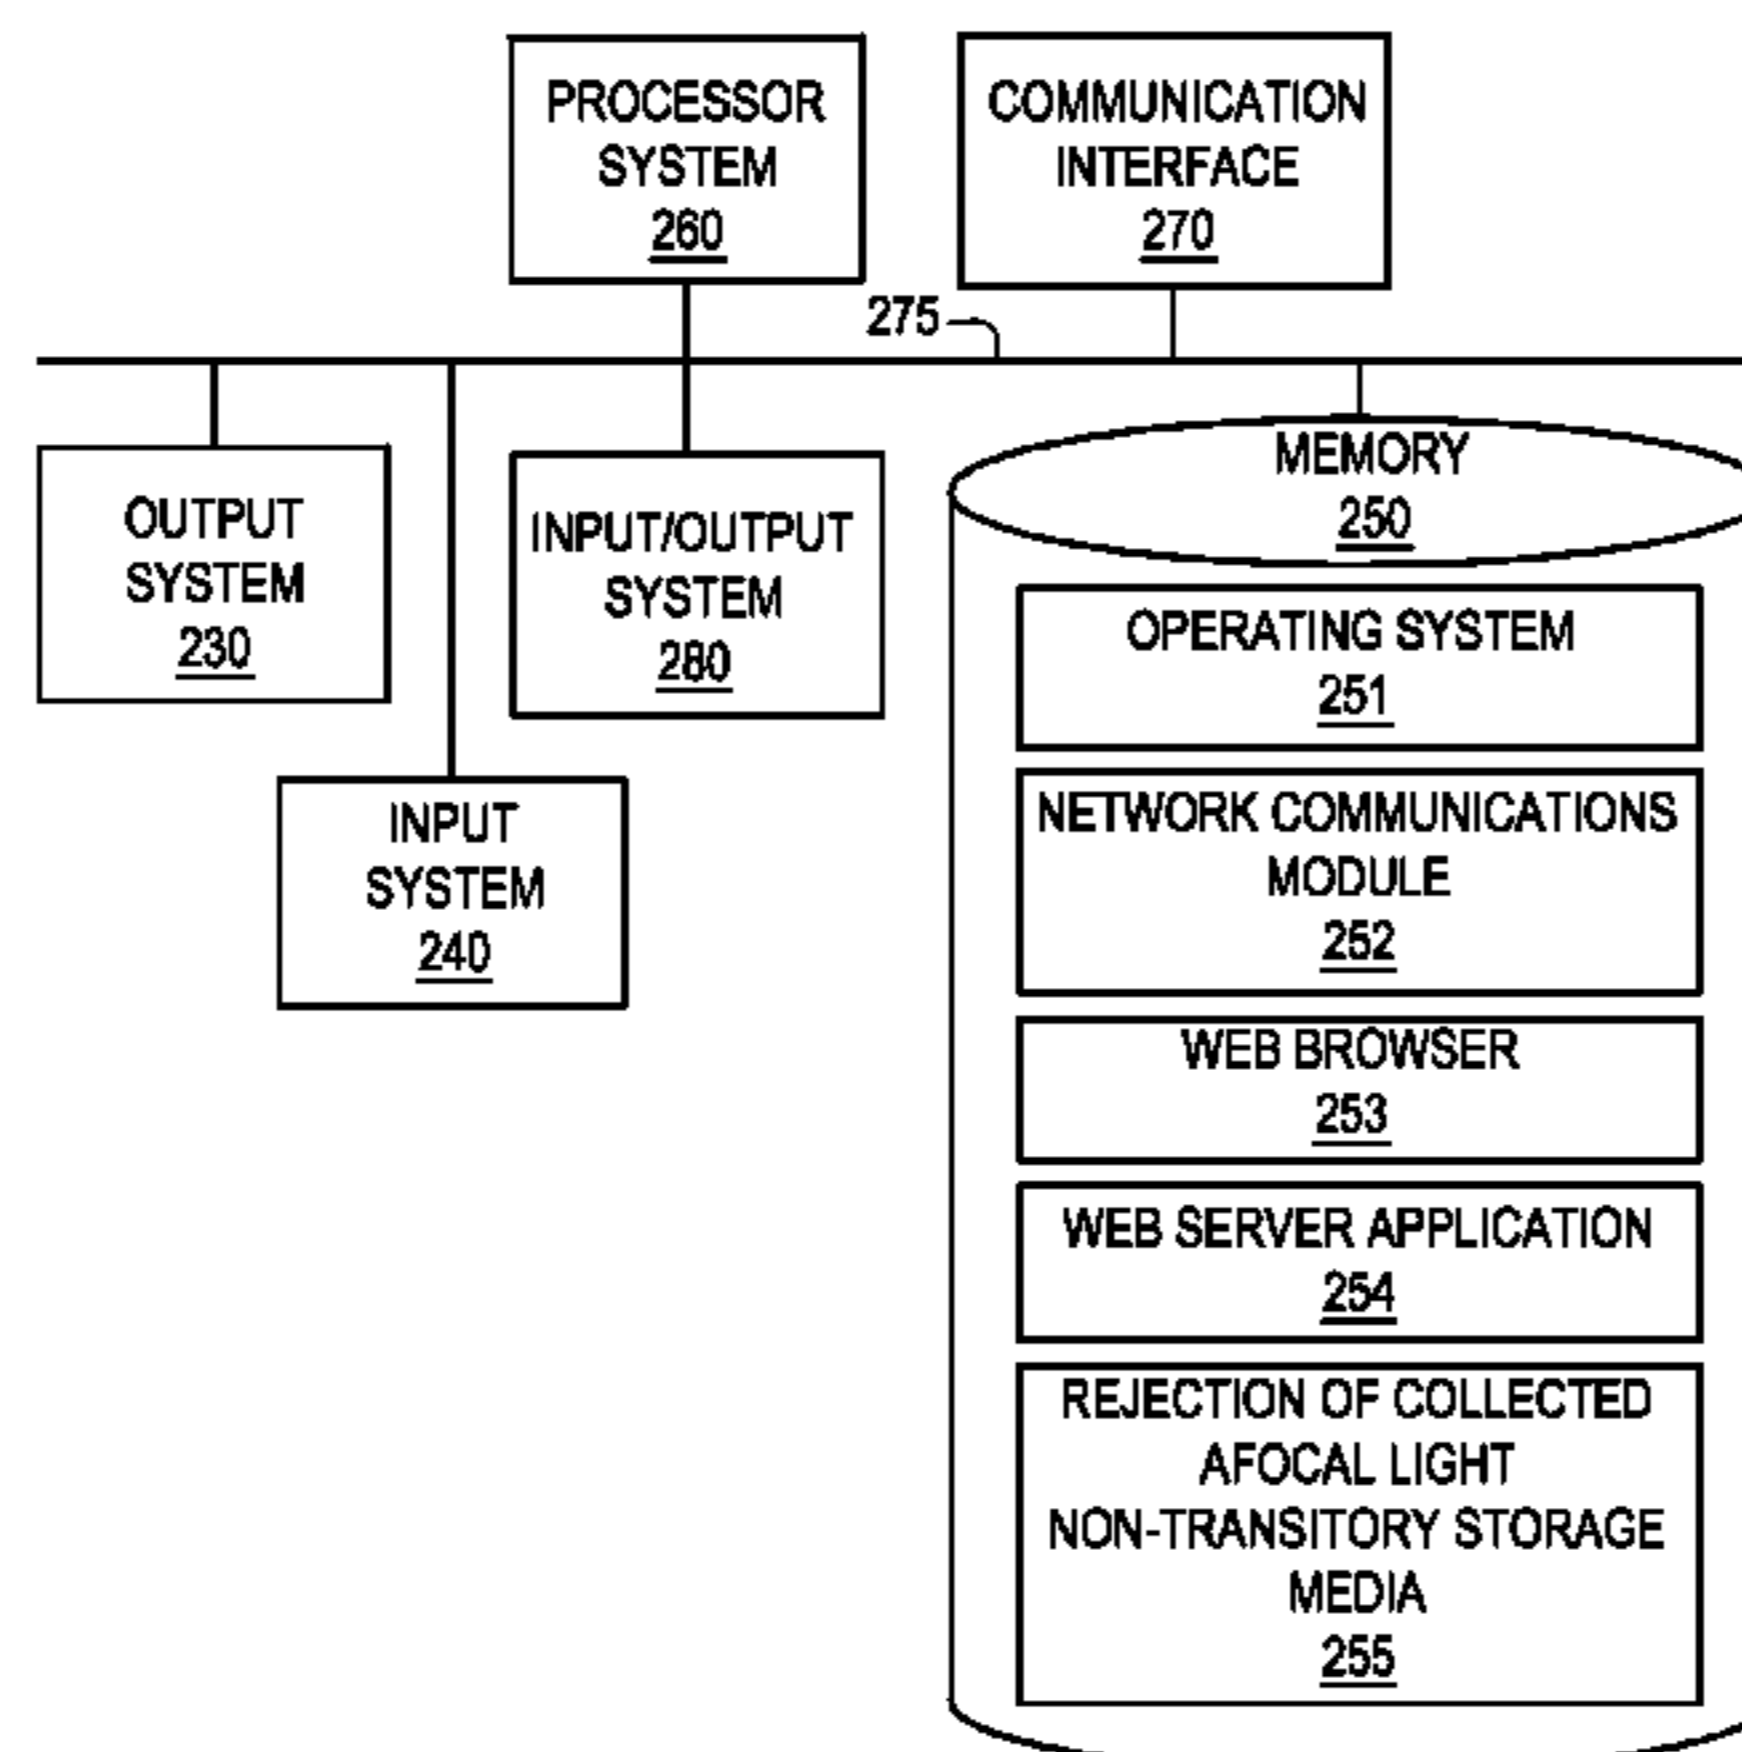 PROCESSOR
SYSTEM
260
COMMUNICATION
INTERFACE
270
275
OUTPUT
SYSTEM
230
INPUT/OUTPUT
SYSTEM
280
INPUT
SYSTEM
240
MEMORY
250
OPERATING SYSTEM
251
NETWORK COMMUNICATIONS
MODULE
252
WEB BROWSER
253
WEB SERVER APPLICATION
254
REJECTION OF COLLECTED
AFOCAL LIGHT
NON-TRANSITORY STORAGE
MEDIA
255